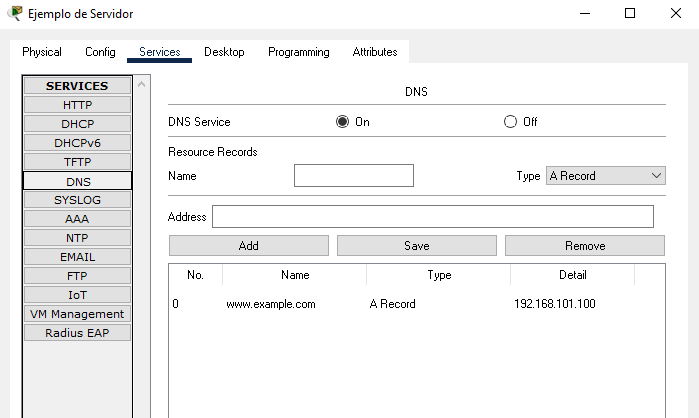 Ejemplo de Servidor
Physical Config Services Desktop Programming Attributes
SERVICES
HTTP
DHCP
DHCPv6
TFTP
DNS
SYSLOG
AAA
NTP
EMAIL
FTP
IoT
VM Management
Radius EAP
DNS
DNS Service On Off
Resource Records
Name Type A Record
Address
Add Save Remove
No. Name Type Detail
0 www.example.com A Record 192.168.101.100